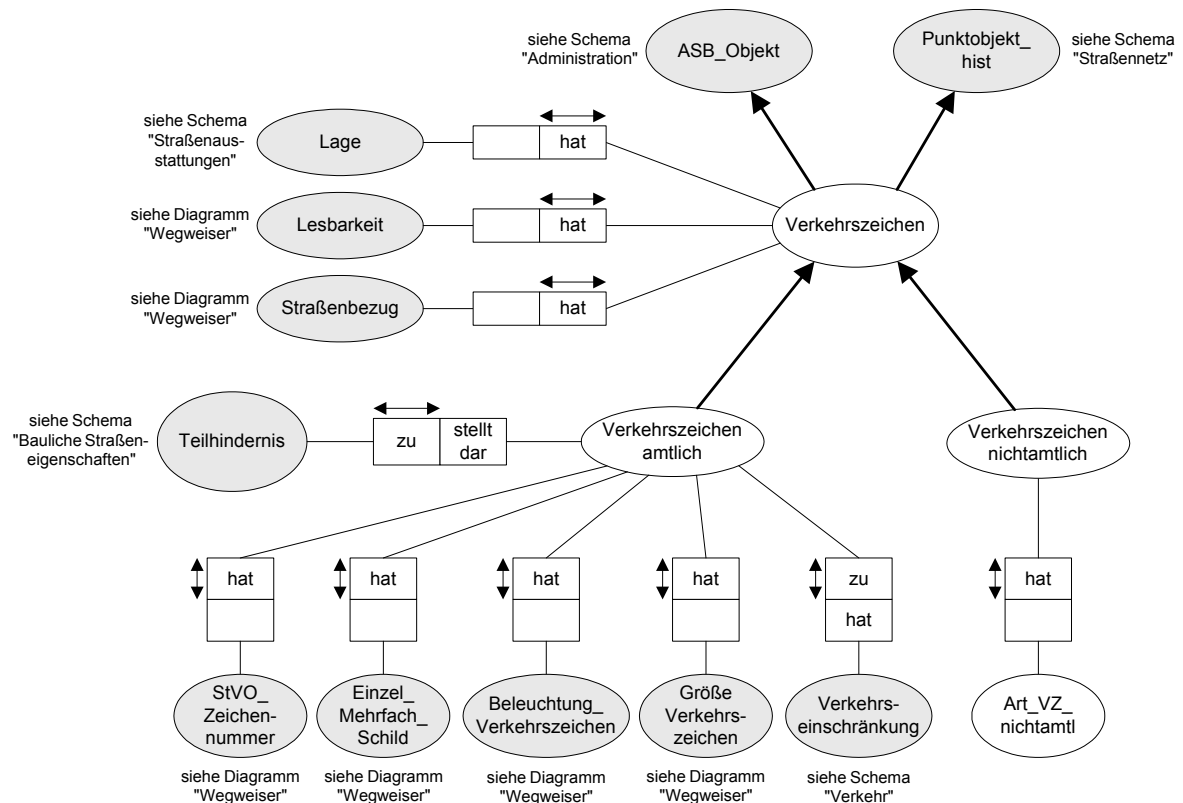 siehe Schema
"Administration"
ASB_Objekt
Punktobjekt_
hist
siehe Schema
"Straßennetz"
siehe Schema
"Straßenaus-
stattungen"
Lage
hat
siehe Diagramm
"Wegweiser"
Lesbarkeit
hat
Verkehrszeichen
siehe Diagramm
"Wegweiser"
Straßenbezug
hat
siehe Schema
"Bauliche Straßen-
eigenschaften"
Teilhindernis
zu
stellt
dar
Verkehrszeichen
amtlich
Verkehrszeichen
nichtamtlich
hat
hat
hat
hat
zu
hat
hat
StVO_
Zeichen-
nummer
Einzel_
Mehrfach_
Schild
Beleuchtung_
Verkehrszeichen
Größe
Verkehrs-
zeichen
Verkehrs-
einschränkung
Art_VZ_
nichtamtl
siehe Diagramm
"Wegweiser"
siehe Diagramm
"Wegweiser"
siehe Diagramm
"Wegweiser"
siehe Diagramm
"Wegweiser"
siehe Schema
"Verkehr"